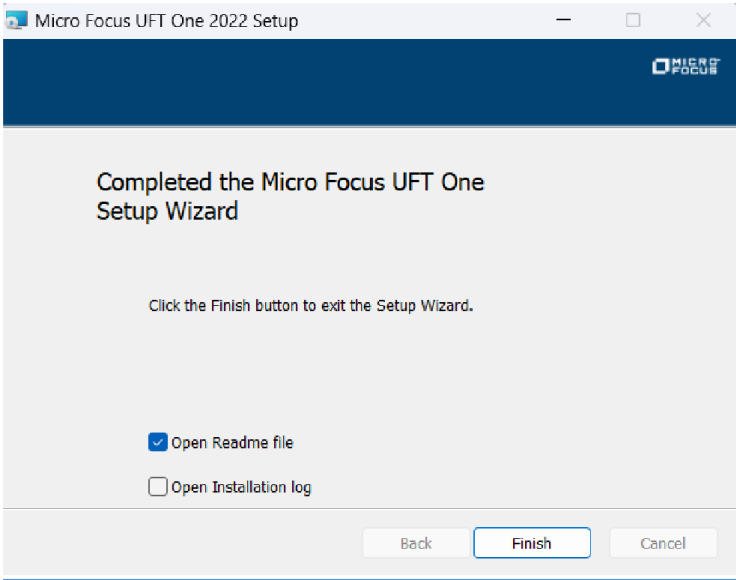 Micro Focus UFT One 2022 Setup
MICRO
FOCUS
Completed the Micro Focus UFT One
Setup Wizard
Click the Finish button to exit the Setup Wizard.
Open Readme file
Open Installation log
Back Finish Cancel